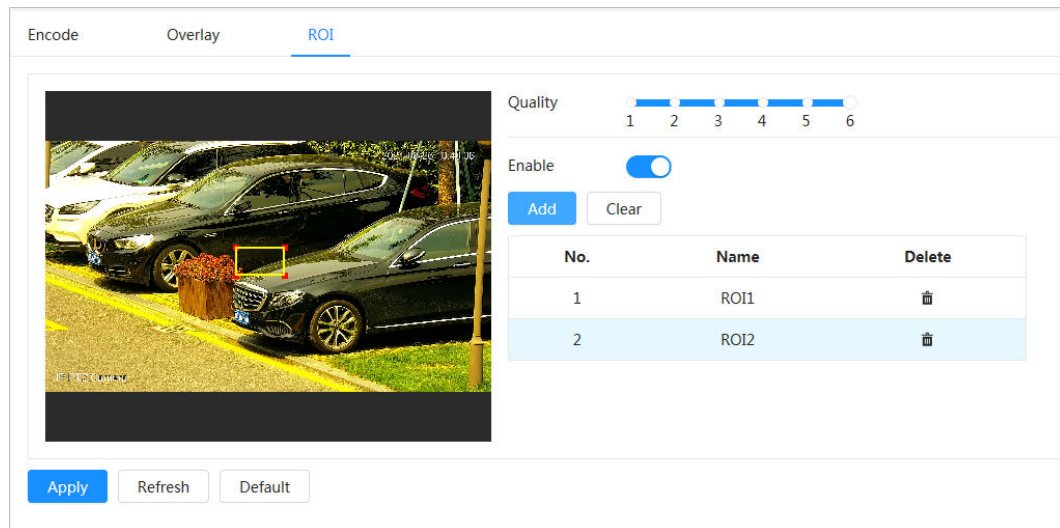 Encode Overlay ROI
Quality
1 2 3 4 5 6
Enable
Add Clear
No. Name Delete
1 ROI1
2 ROI2
Apply Refresh Default